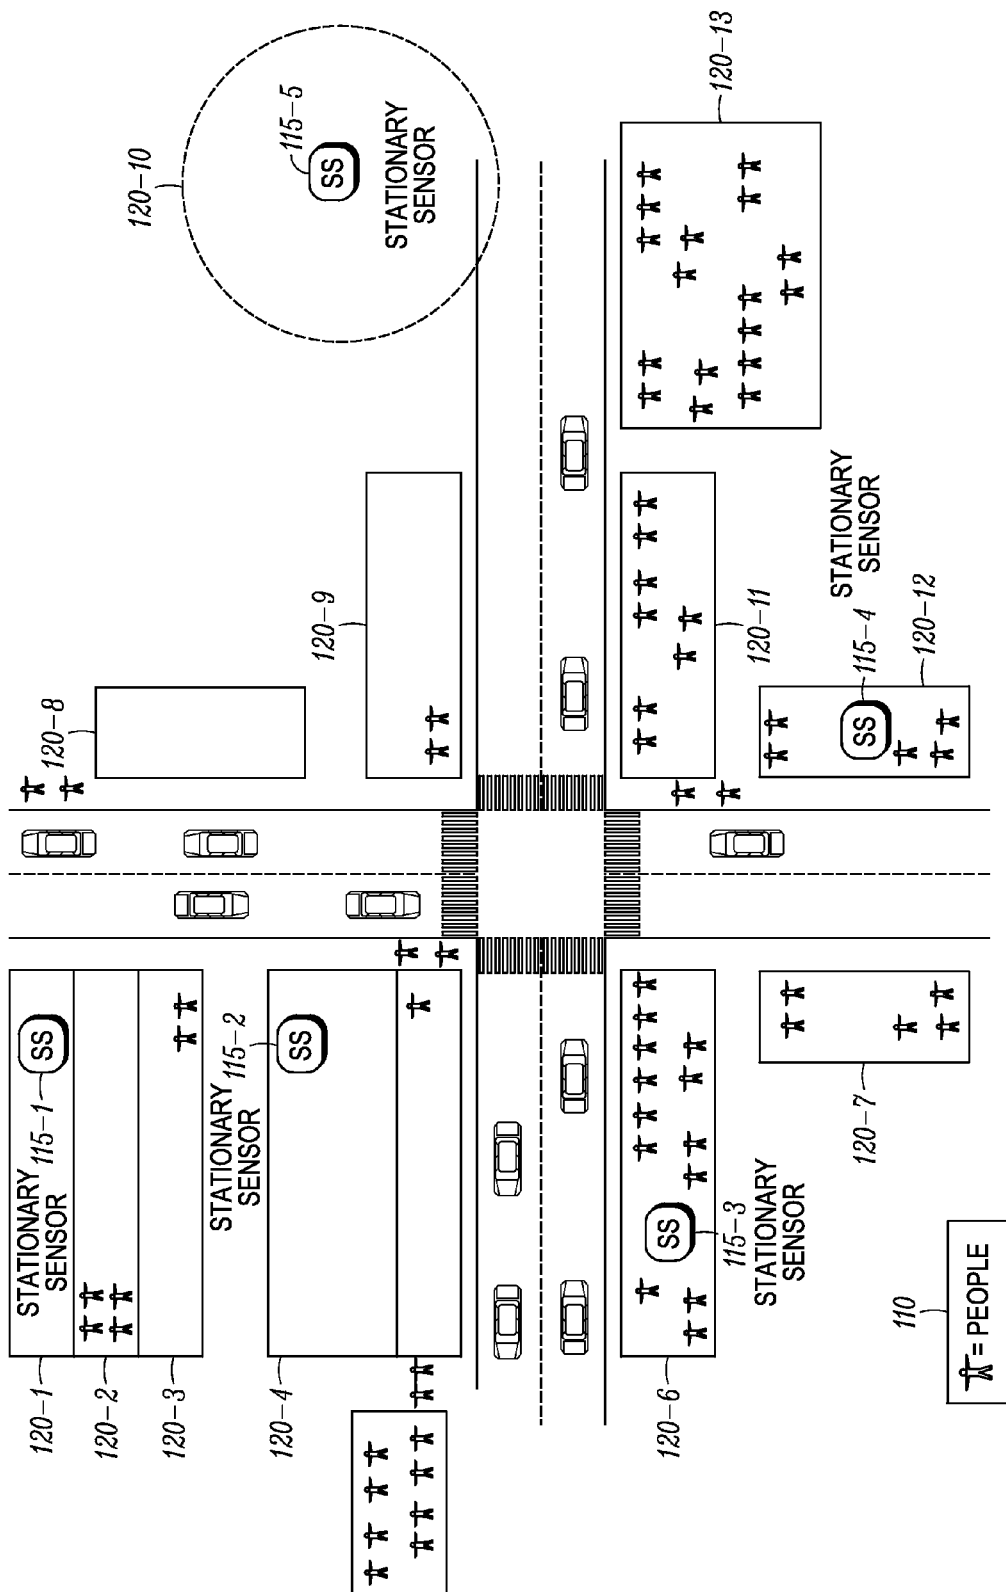 120-1
STATIONARY
SENSOR
115-1
SS
120-8
120-2
120-10
120-3
STATIONARY
SENSOR
115-2
SS
120-4
115-5
SS
120-9
STATIONARY
SENSOR
120-6
SS
115-3
STATIONARY
SENSOR
120-13
120-11
120-7
STATIONARY
SENSOR
SS
115-4
120-12
110
= PEOPLE